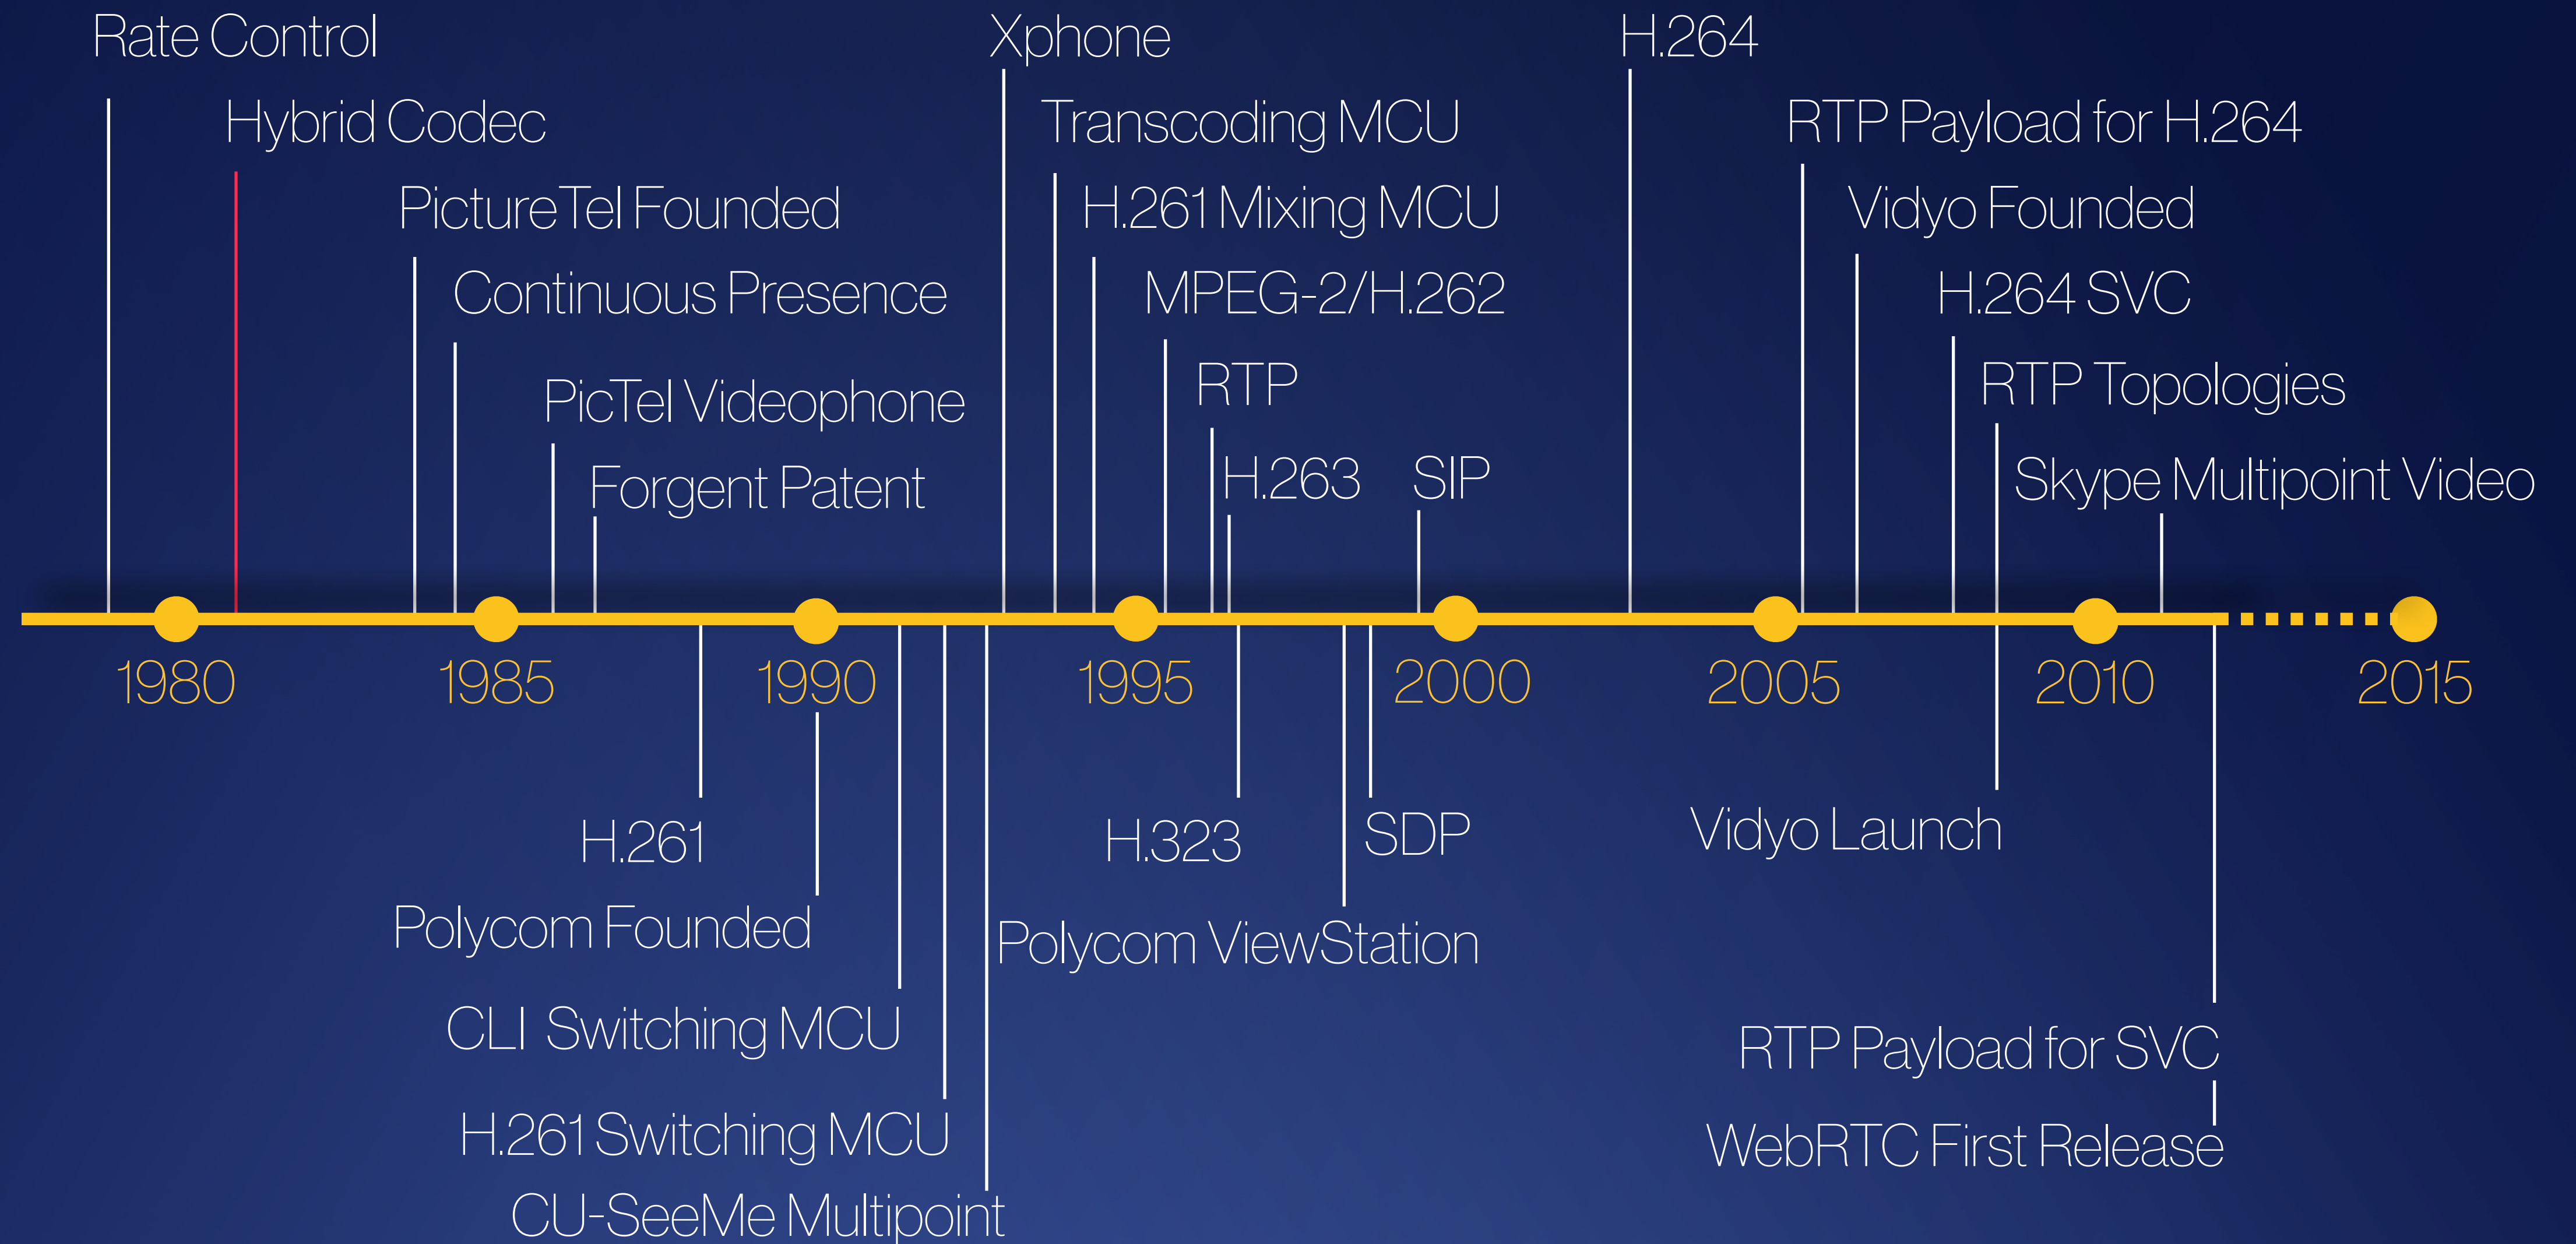 Rate Control
Xphone
H.264
Hybrid Codec
Transcoding MCU
RTP Payload for H.264
PictureTel Founded
H.261 Mixing MCU
Vidyo Founded
Continuous Presence
MPEG-2/H.262
H.264 SVC
PicTel Videophone
RTP
RTP Topologies
Forgent Patent
H.263
SIP
Skype Multipoint Video
1980
1985
1990
1995
2000
2005
2010
2015
H.261
H.323
SDP
Vidyo Launch
Polycom Founded
Polycom ViewStation
CLI Switching MCU
RTP Payload for SVC
H.261 Switching MCU
WebRTC First Release
CU-SeeMe Multipoint